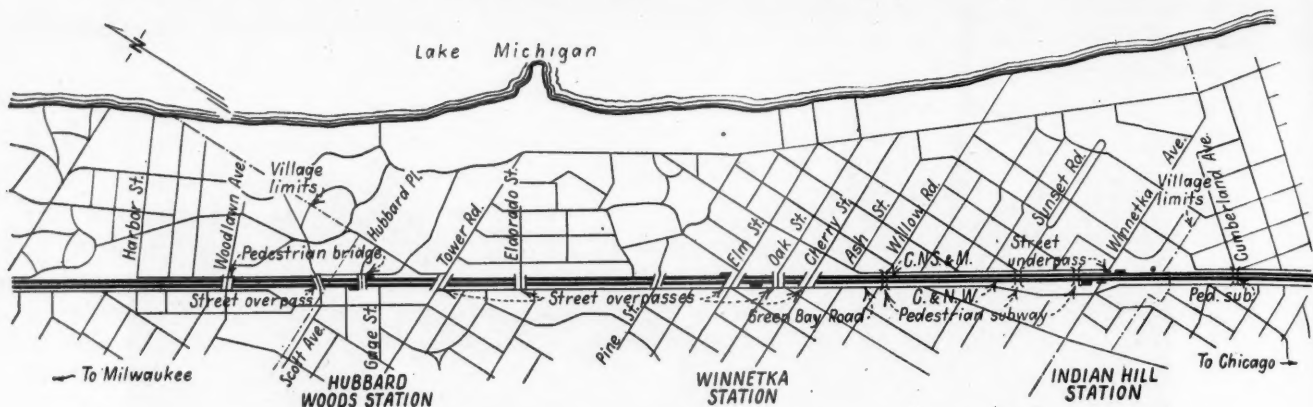 -N-
Lake Michigan
Harbor St.
Woodlawn Ave.
Village
limits
Hubbard Pl.
Tower Rd.
Eldorado St.
Elm St.
Oak St.
Cherry St.
Ash St.
Willow Rd.
Sunset Rd.
Winnetka Ave.
Village
limits
Cumberland Ave.
Pedestrian bridge
C.N.S. & M.
Street
underpass
Street overpass
Street overpasses
C. & N. W.
Ped. sub.
Scott Ave.
Gage St.
Pine St.
Green Bay Road
Pedestrian subway
To Milwaukee
HUBBARD
WOODS STATION
WINNETKA
STATION
INDIAN HILL
STATION
To Chicago